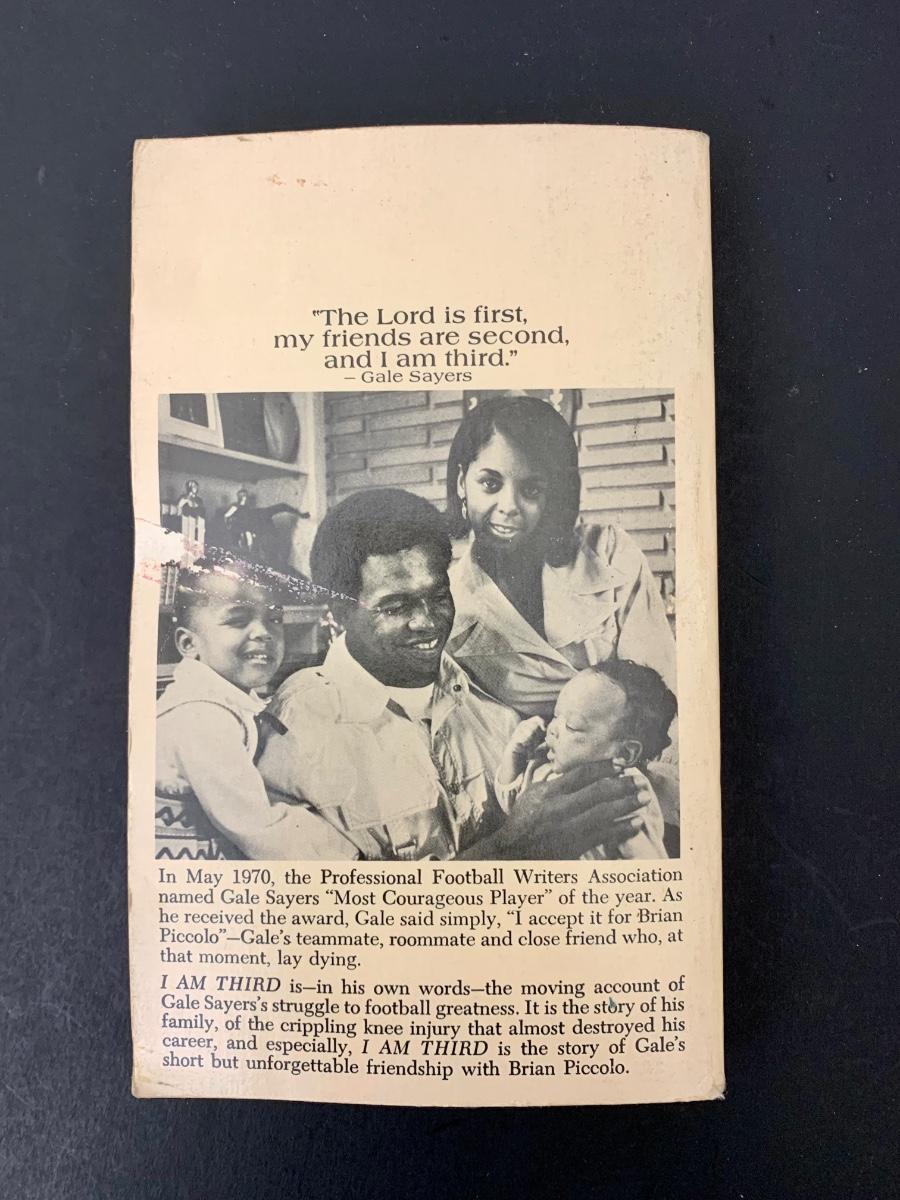 "The Lord is first,
my friends are second,
and I am third."
– Gale Sayers
In May 1970, the Professional Football Writers Association
named Gale Sayers “Most Courageous Player” of the year. As
he received the award, Gale said simply, “I accept it for Brian
Piccolo”—Gale’s teammate, roommate and close friend who, at
that moment, lay dying.
I AM THIRD is—in his own words—the moving account of
Gale Sayers’s struggle to football greatness. It is the story of his
family, of the crippling knee injury that almost destroyed his
career, and especially, I AM THIRD is the story of Gale’s
short but unforgettable friendship with Brian Piccolo.